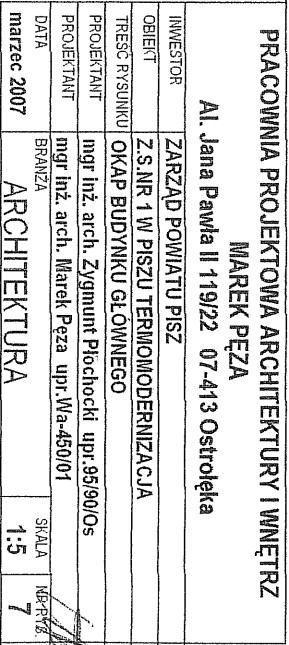 PRACOWNIA PROJEKTOWA ARCHITEKTURY I WNĘTRZ
MAREK PĘZA
Al. Jana Pawła II 119/22 07-413 Ostrołęka
INWESTOR ZARZĄD POWIATU PISZ
OBIEKT Z.S.NR 1 W PISZU TERMOMODERNIZACJA
TREŚĆ RYSUNKU OKAP BUDYNKU GŁÓWNEGO
PROJEKTANT mgr inż. arch. Zygmunt Płochocki upr.95/90/Os
PROJEKTANT mgr inż. arch. Marek Pęza upr.Wa-450/01
DATA BRANŻA SKALA NR RYS.
marzec 2007 ARCHITEKTURA 1:5 7